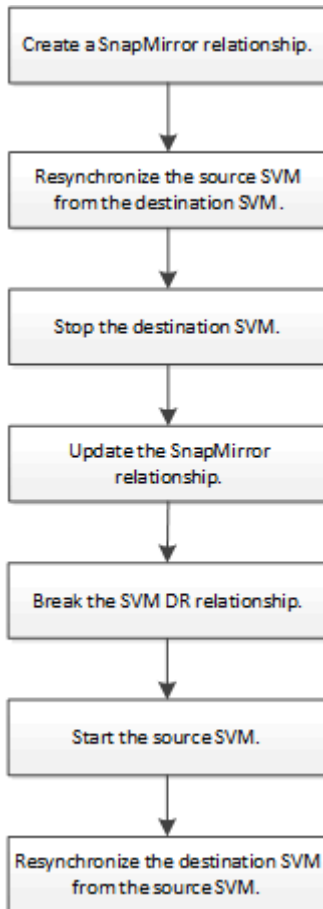 Create a SnapMirror relationship.
Resynchronize the source SVM
from the destination SVM.
Stop the destination SVM.
Update the SnapMirror
relationship.
Break the SVM DR relationship.
Start the source SVM.
Resynchronize the destination SVM
from the source SVM.